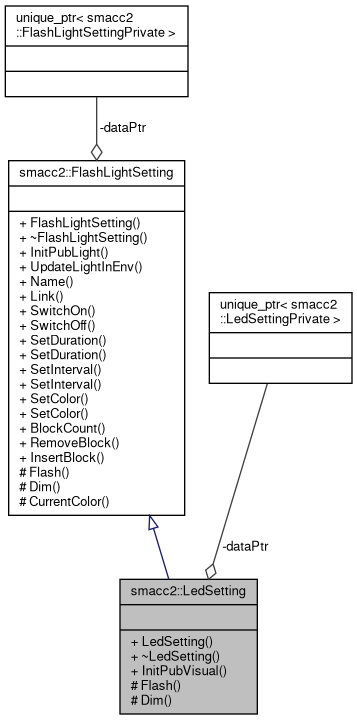 unique_ptr< smacc2
::FlashLightSettingPrivate >
-dataPtr
smacc2::FlashLightSetting
+ FlashLightSetting()
+ ~FlashLightSetting()
+ InitPubLight()
+ UpdateLightInEnv()
+ Name()
+ Link()
+ SwitchOn()
+ SwitchOff()
+ SetDuration()
+ SetDuration()
+ SetInterval()
+ SetInterval()
+ SetColor()
+ SetColor()
+ BlockCount()
+ RemoveBlock()
+ InsertBlock()
# Flash()
# Dim()
# CurrentColor()
unique_ptr< smacc2
::LedSettingPrivate >
-dataPtr
smacc2::LedSetting
+ LedSetting()
+ ~LedSetting()
+ InitPubVisual()
# Flash()
# Dim()